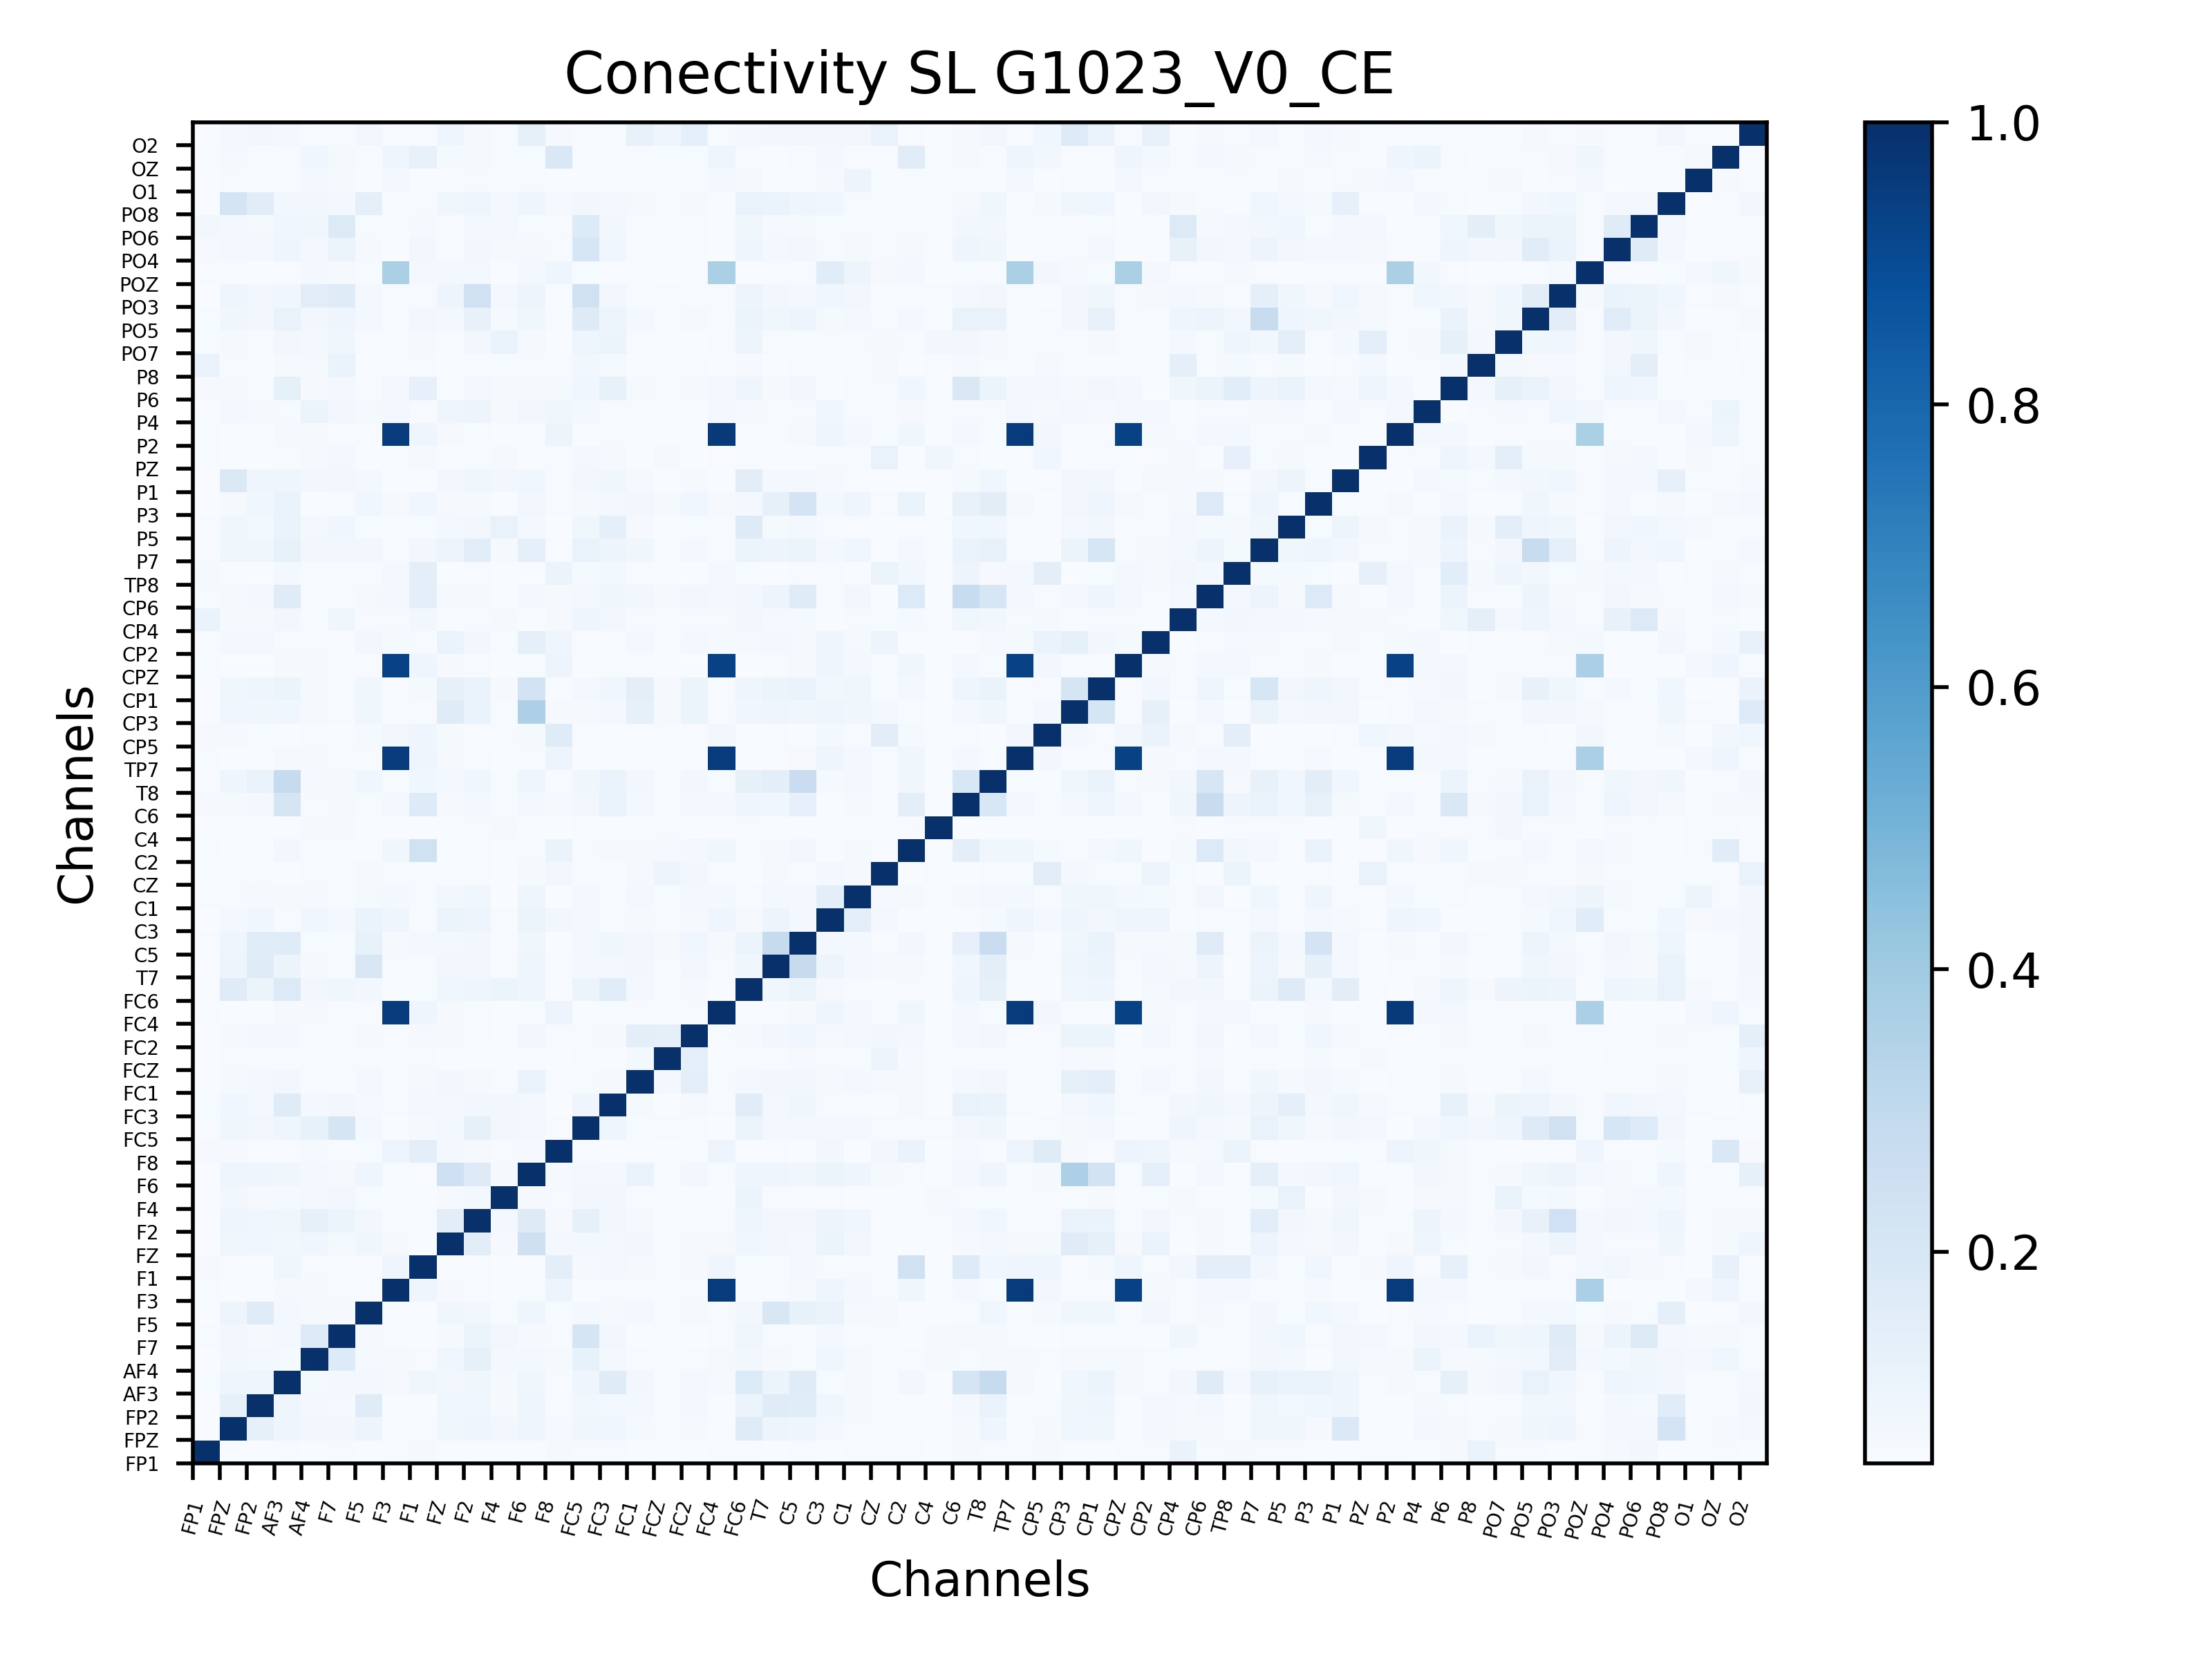 Conectivity SL G1023_V0_CE
Channels
O2
OZ
O1
PO8
PO6
PO4
POZ
PO3
PO5
PO7
P8
P6
P4
P2
PZ
P1
P3
P5
P7
TP8
CP6
CP4
CP2
CPZ
CP1
CP3
CP5
TP7
T8
C6
C4
C2
CZ
C1
C3
C5
T7
FC6
FC4
FC2
FCZ
FC1
FC3
FC5
F8
F6
F4
F2
FZ
F1
F3
F5
F7
AF4
AF3
FP2
FPZ
FP1
FP1 FPZ FP2 AF3 AF4 F7 F5 F3 F1 FZ F2 F4 F6 F8 FC5 FC3 FC1 FCZ FC2 FC4 FC6 T7 C5 C3 C1 CZ C2 C4 C6 T8 TP7 CP5 CP3 CP1 CPZ CP2 CP4 CP6 TP8 P7 P5 P3 P1 PZ P2 P4 P6 P8 PO7 PO5 PO3 POZ PO4 PO6 PO8 O1 OZ O2
Channels
1.0
0.8
0.6
0.4
0.2